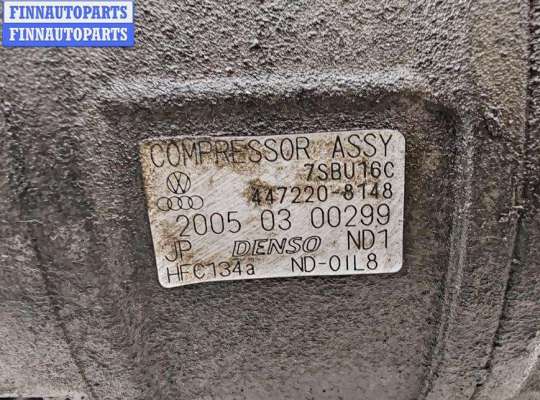 FINNAUTOPARTS
FINNAUTOPARTS
COMPRESSOR ASSY
7SBU16C
447220-8148
2005 03 00299
JP DENSO ND1
HFC134a ND-OIL8